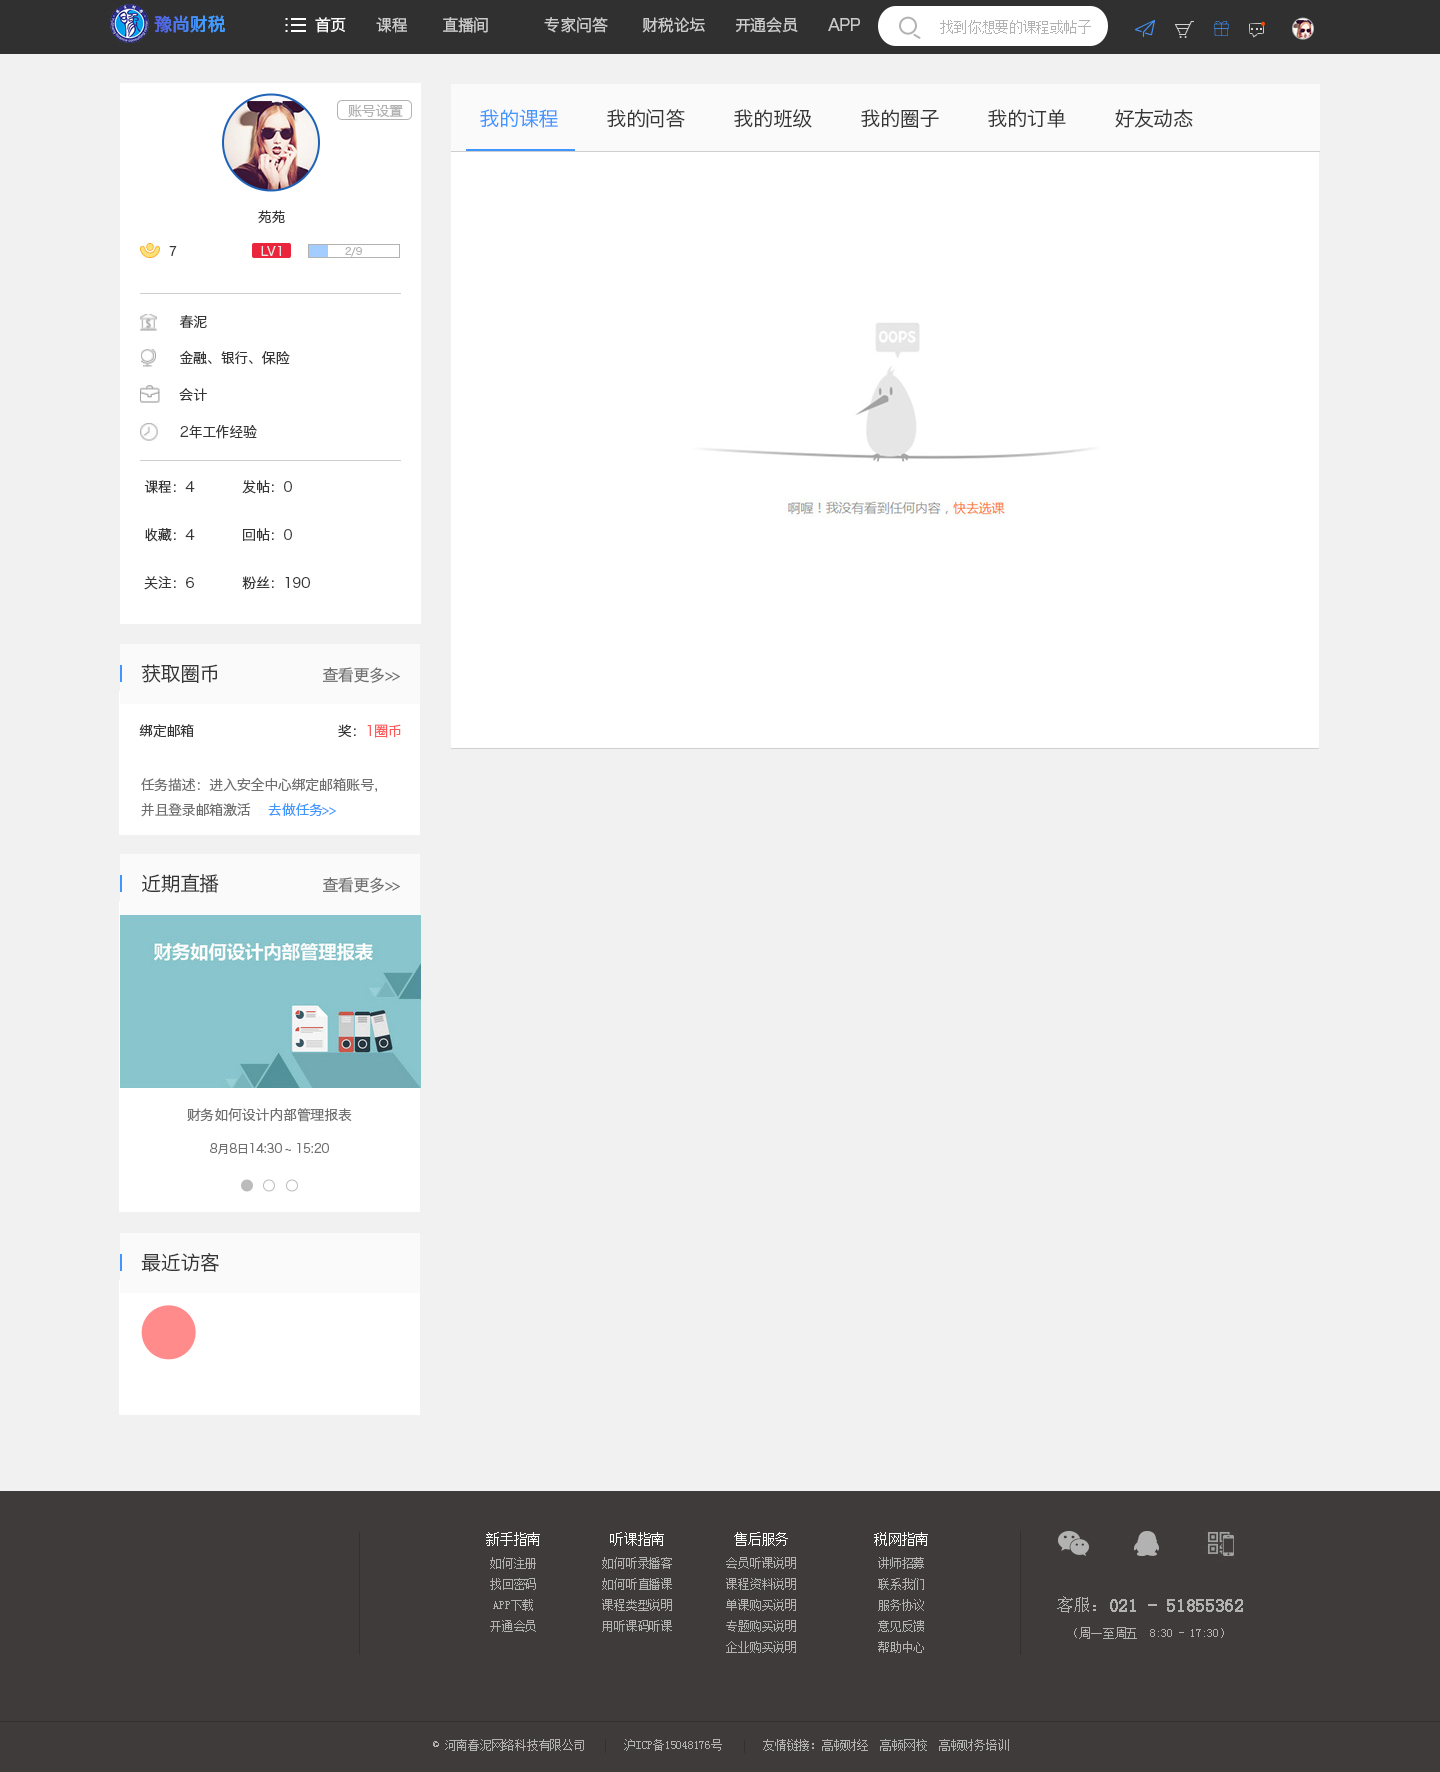 豫尚财税
首页 课程 直播间 专家问答 财税论坛 开通会员 APP 找到你想要的课程或帖子
账号设置
苑苑
7 LV1 2/9
春泥
金融、银行、保险
会计
2年工作经验
课程：4 发帖：0
收藏：4 回帖：0
关注：6 粉丝：190
我的课程 我的问答 我的班级 我的圈子 我的订单 好友动态
OOPS
啊喔！我没有看到任何内容，快去选课
获取圈币 查看更多>>
绑定邮箱 奖：1圈币
任务描述：进入安全中心绑定邮箱账号，
并且登录邮箱激活 去做任务>>
近期直播 查看更多>>
财务如何设计内部管理报表
财务如何设计内部管理报表
8月8日14:30 ~ 15:20
最近访客
新手指南 听课指南 售后服务 税网指南
如何注册 如何听录播客 会员听课说明 讲师招募
找回密码 如何听直播课 课程资料说明 联系我们
APP下载 课程类型说明 单课购买说明 服务协议
开通会员 用听课码听课 专题购买说明 意见反馈
企业购买说明 帮助中心
客服：021 - 51855362
（周一至周五 8:30 - 17:30）
© 河南春泥网络科技有限公司 沪ICP备15048176号 友情链接：高顿财经 高顿网校 高顿财务培训